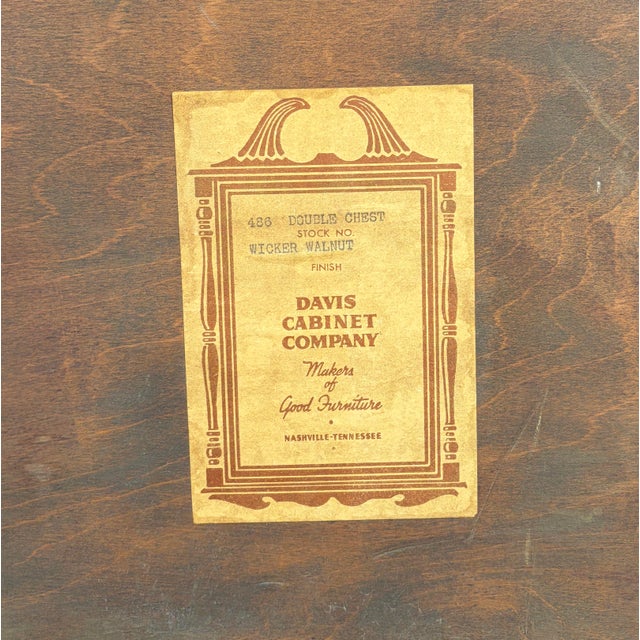 486 DOUBLE CHEST
STOCK NO.
WICKER WALNUT
FINISH
DAVIS
CABINET
COMPANY
Makers
of
Good Furniture
NASHVILLE-TENNESSEE